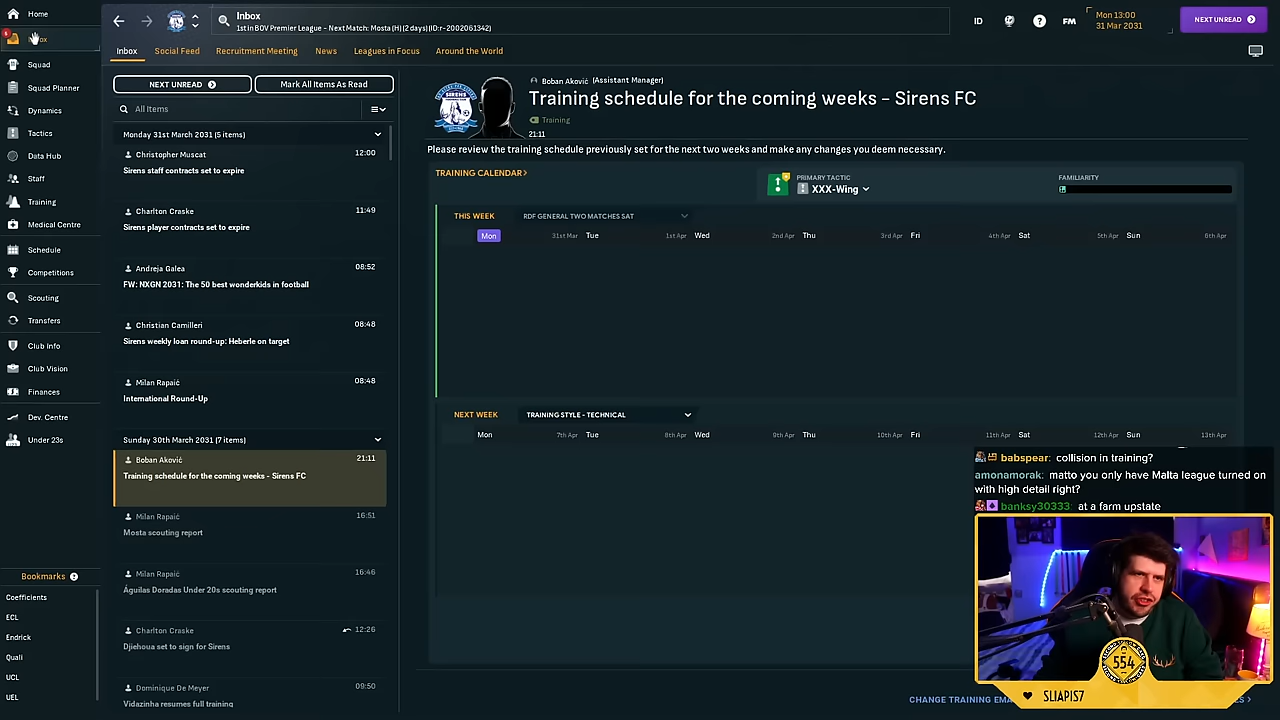 Home
Inbox
1st in BOV Premier League - Next Match: Mosta (H) (2 days) (ID:r-2002061342)
ID
FM
Mon 13:00
31 Mar 2031
NEXT UNREAD
Inbox
Social Feed
Recruitment Meeting
News
Leagues in Focus
Around the World
Squad
Squad Planner
Dynamics
Tactics
Data Hub
Staff
Training
Medical Centre
Schedule
Competitions
Scouting
Transfers
Club Info
Club Vision
Finances
Dev. Centre
Under 23s
Bookmarks
Coefficients
ECL
Endrick
Quali
UCL
UEL
NEXT UNREAD
Mark All Items As Read
All Items
Monday 31st March 2031 (5 items)
Christopher Muscat 12:00
Sirens staff contracts set to expire
Charlton Craske 11:49
Sirens player contracts set to expire
Andreja Galea 08:52
FW: NXGN 2031: The 50 best wonderkids in football
Christian Camilleri 08:48
Sirens weekly loan round-up: Heberle on target
Milan Rapaić 08:48
International Round-Up
Sunday 30th March 2031 (7 items)
Boban Aković 21:11
Training schedule for the coming weeks - Sirens FC
Milan Rapaić 16:51
Mosta scouting report
Milan Rapaić 16:46
Águilas Doradas Under 20s scouting report
Charlton Craske 12:26
Djiehoua set to sign for Sirens
Dominique De Meyer 09:50
Vidazinha resumes full training
Boban Aković (Assistant Manager)
Training schedule for the coming weeks - Sirens FC
Training
21:11
Please review the training schedule previously set for the next two weeks and make any changes you deem necessary.
TRAINING CALENDAR
PRIMARY TACTIC
XXX-Wing
FAMILIARITY
THIS WEEK RDF GENERAL TWO MATCHES SAT
Mon 31st Mar Tue 1st Apr Wed 2nd Apr Thu 3rd Apr Fri 4th Apr Sat 5th Apr Sun 6th Apr
NEXT WEEK TRAINING STYLE - TECHNICAL
Mon 7th Apr Tue 8th Apr Wed 9th Apr Thu 10th Apr Fri 11th Apr Sat 12th Apr Sun 13th Apr
babspear: collision in training?
amonamorak: matto you only have Malta league turned on
with high detail right?
banksy30333: at a farm upstate
CHANGE TRAINING EMA
554
SLIAPIS7